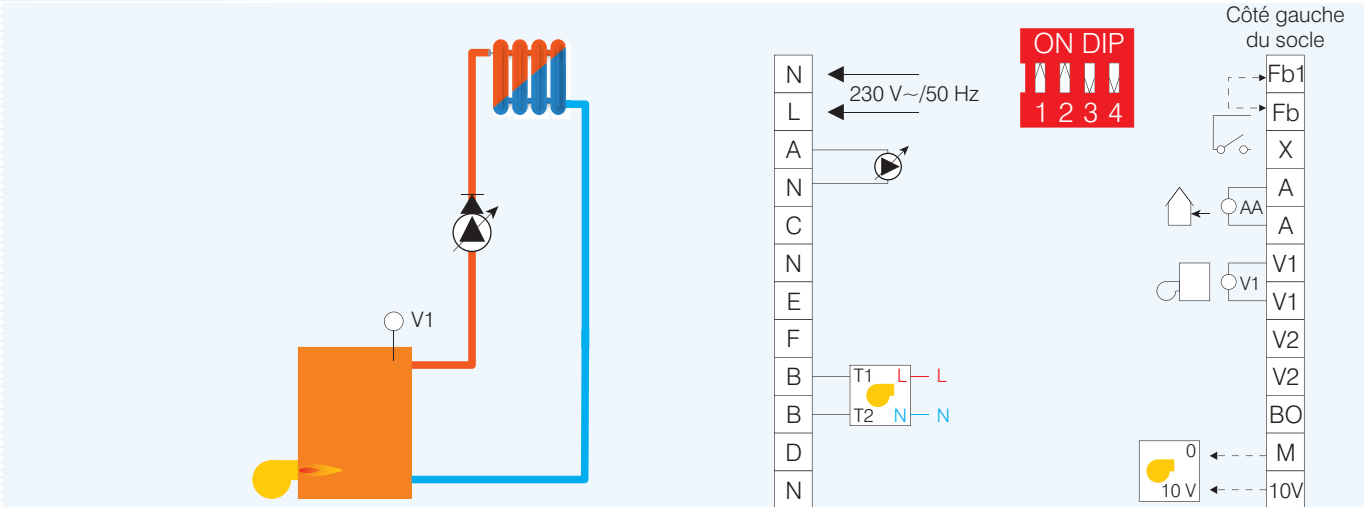 Côté gauche
du socle
V1
N
L
A
N
C
N
E
F
B
B
D
N
230 V~/50 Hz
T1 L L
T2 N N
ON DIP
1 2 3 4
Fb1
Fb
X
A
AA
A
V1
V1
V1
V2
V2
BO
M
10V
0
10 V